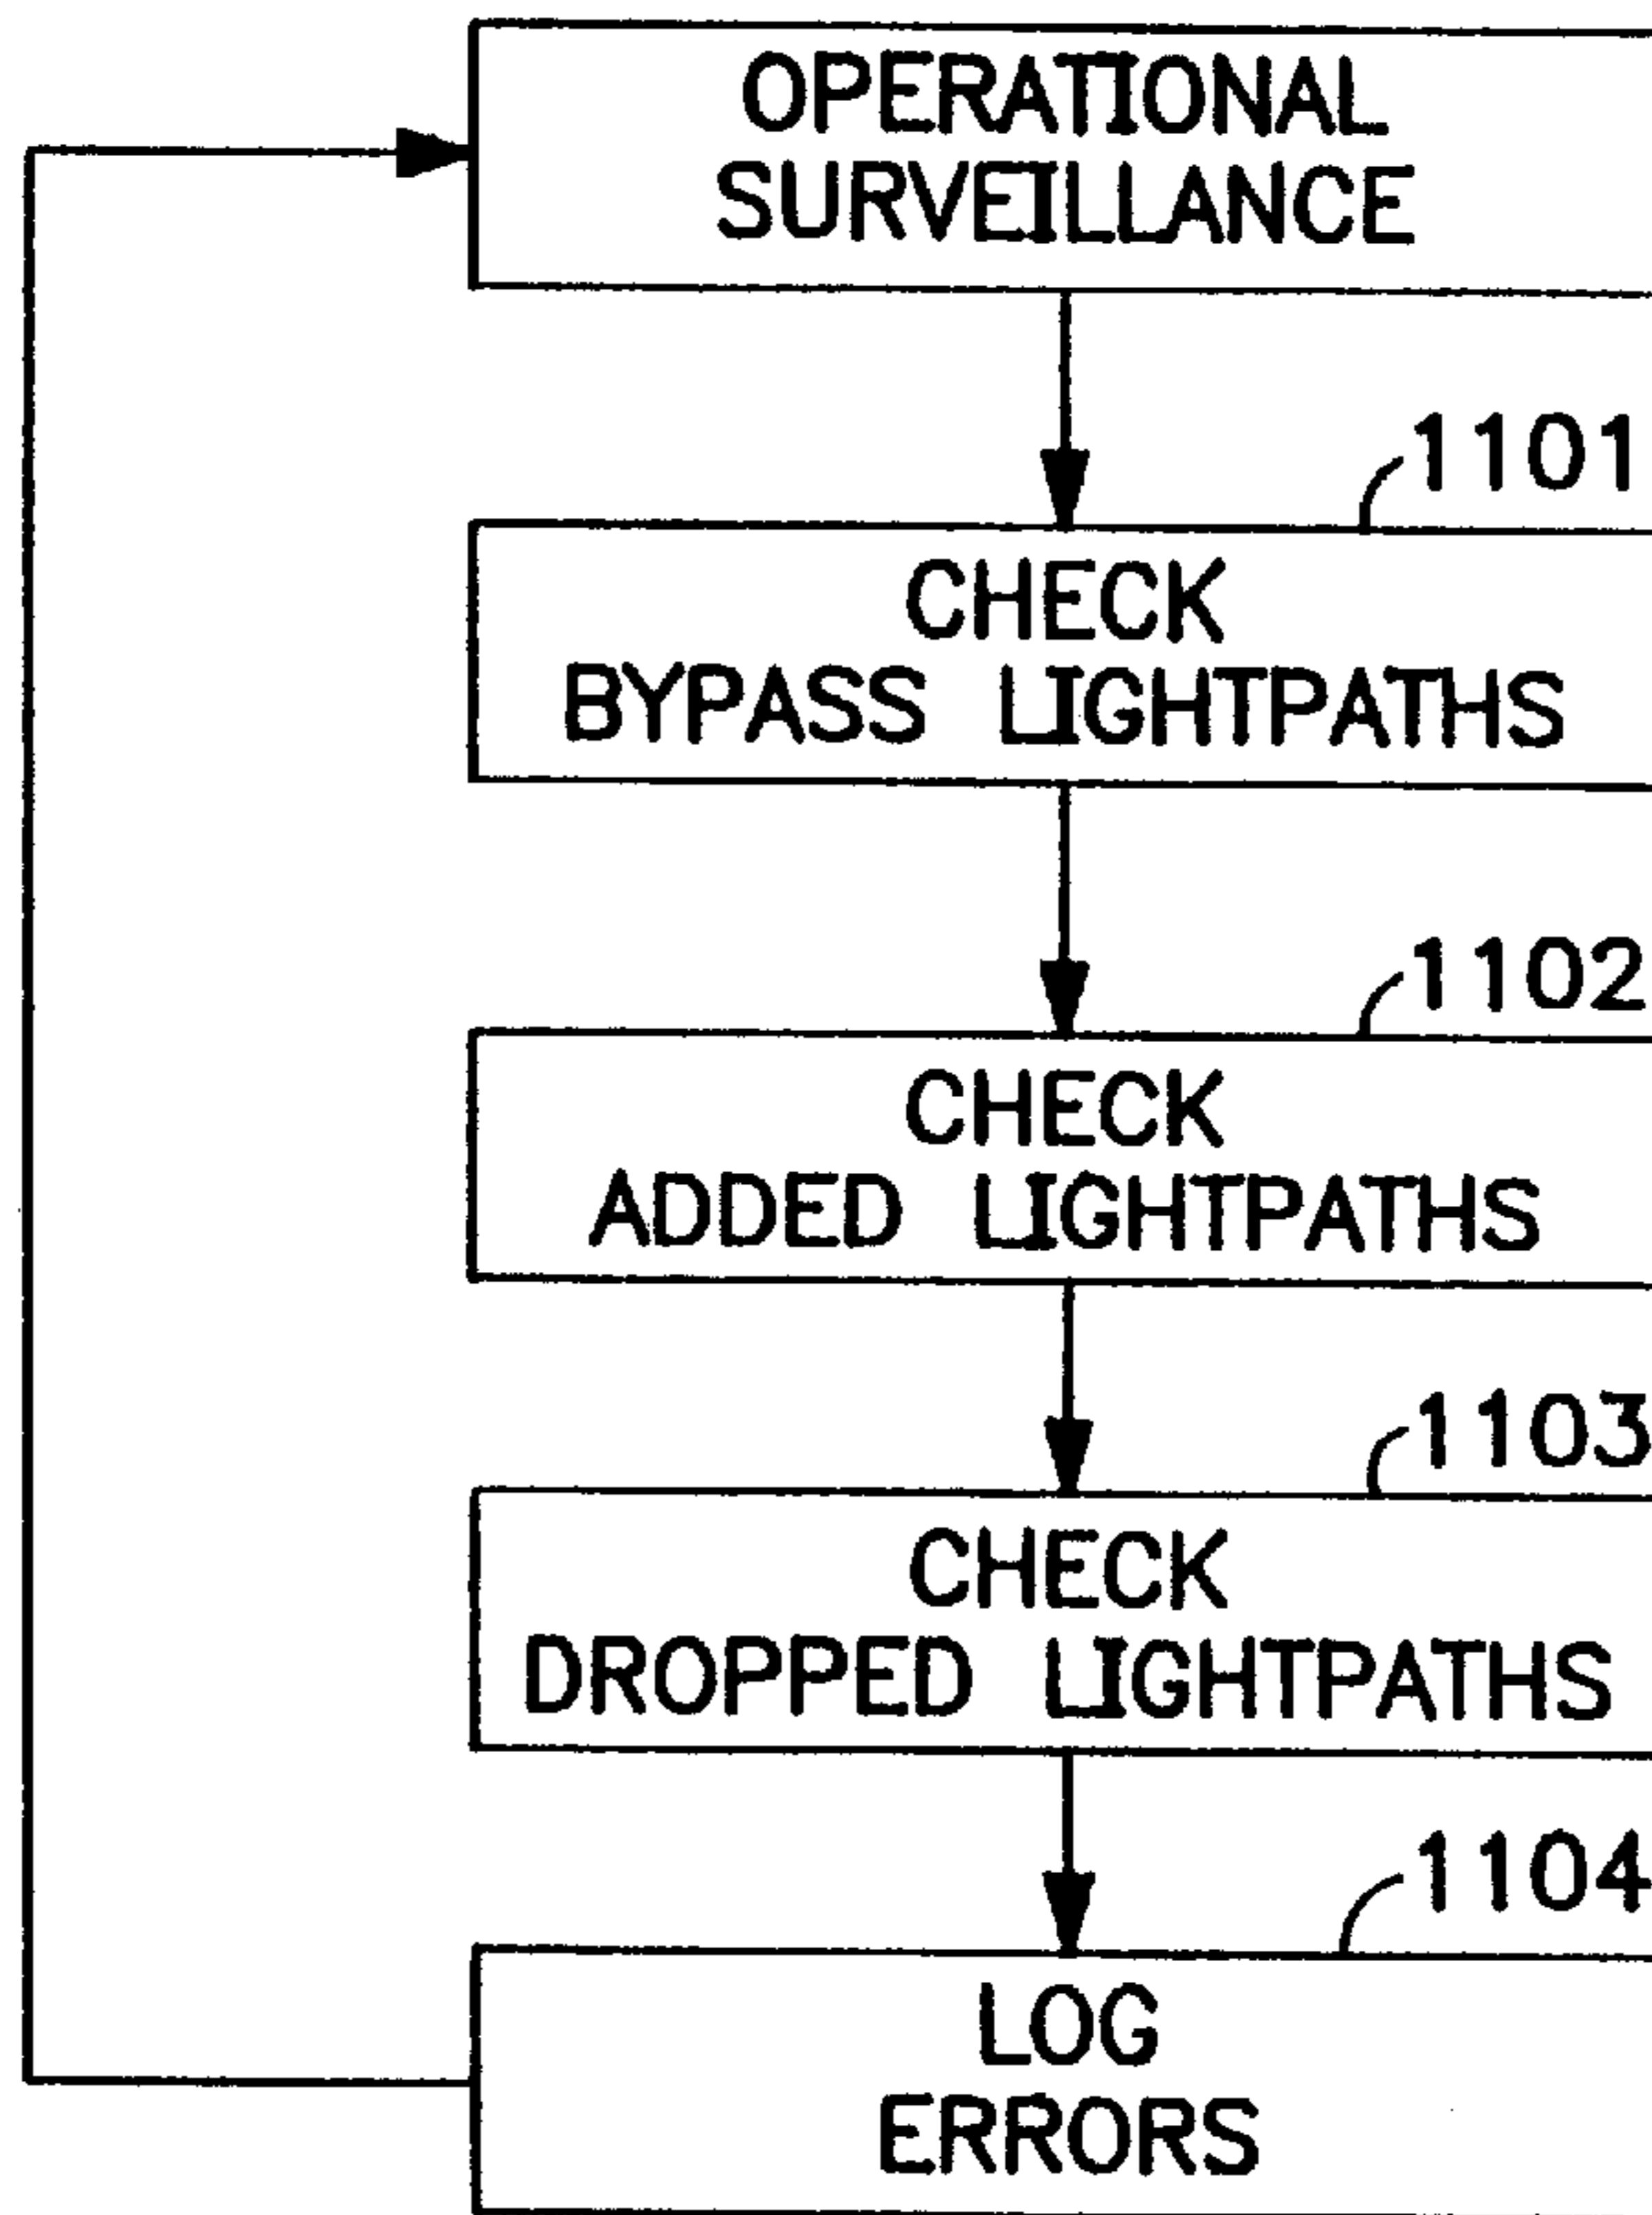 OPERATIONAL
SURVEILLANCE
1101
CHECK
BYPASS LIGHTPATHS
1102
CHECK
ADDED LIGHTPATHS
1103
CHECK
DROPPED LIGHTPATHS
1104
LOG
ERRORS